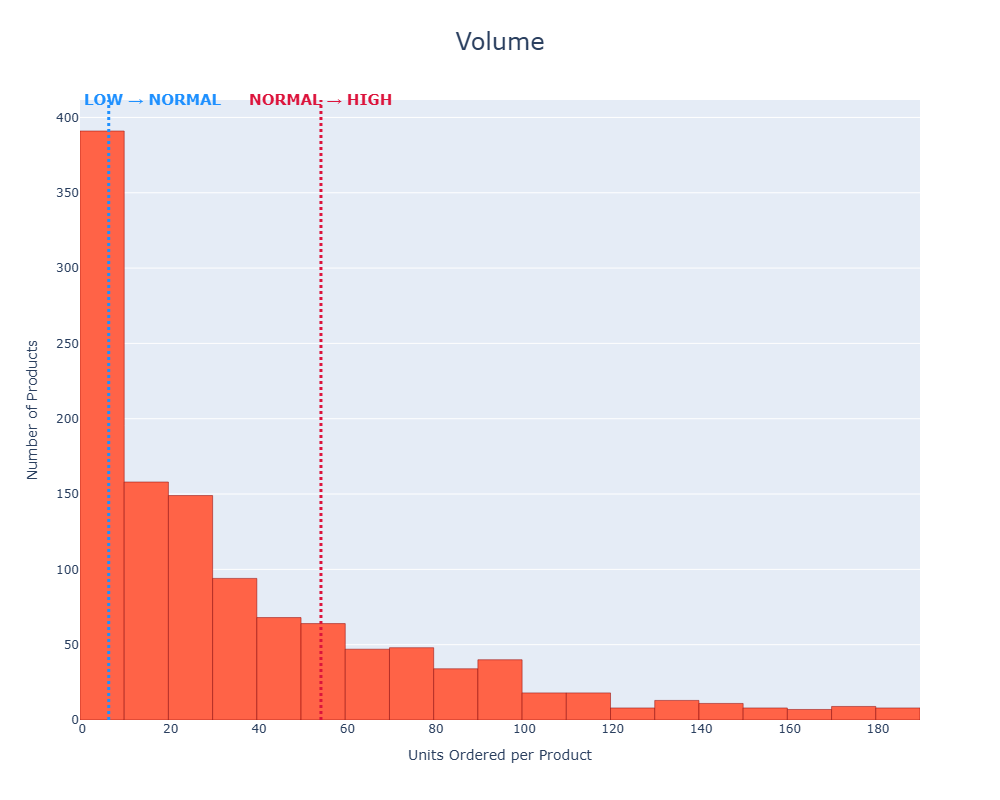 Volume
LOW → NORMAL
NORMAL → HIGH
400
350
300
250
200
150
100
50
0
Number of Products
0 20 40 60 80 100 120 140 160 180
Units Ordered per Product